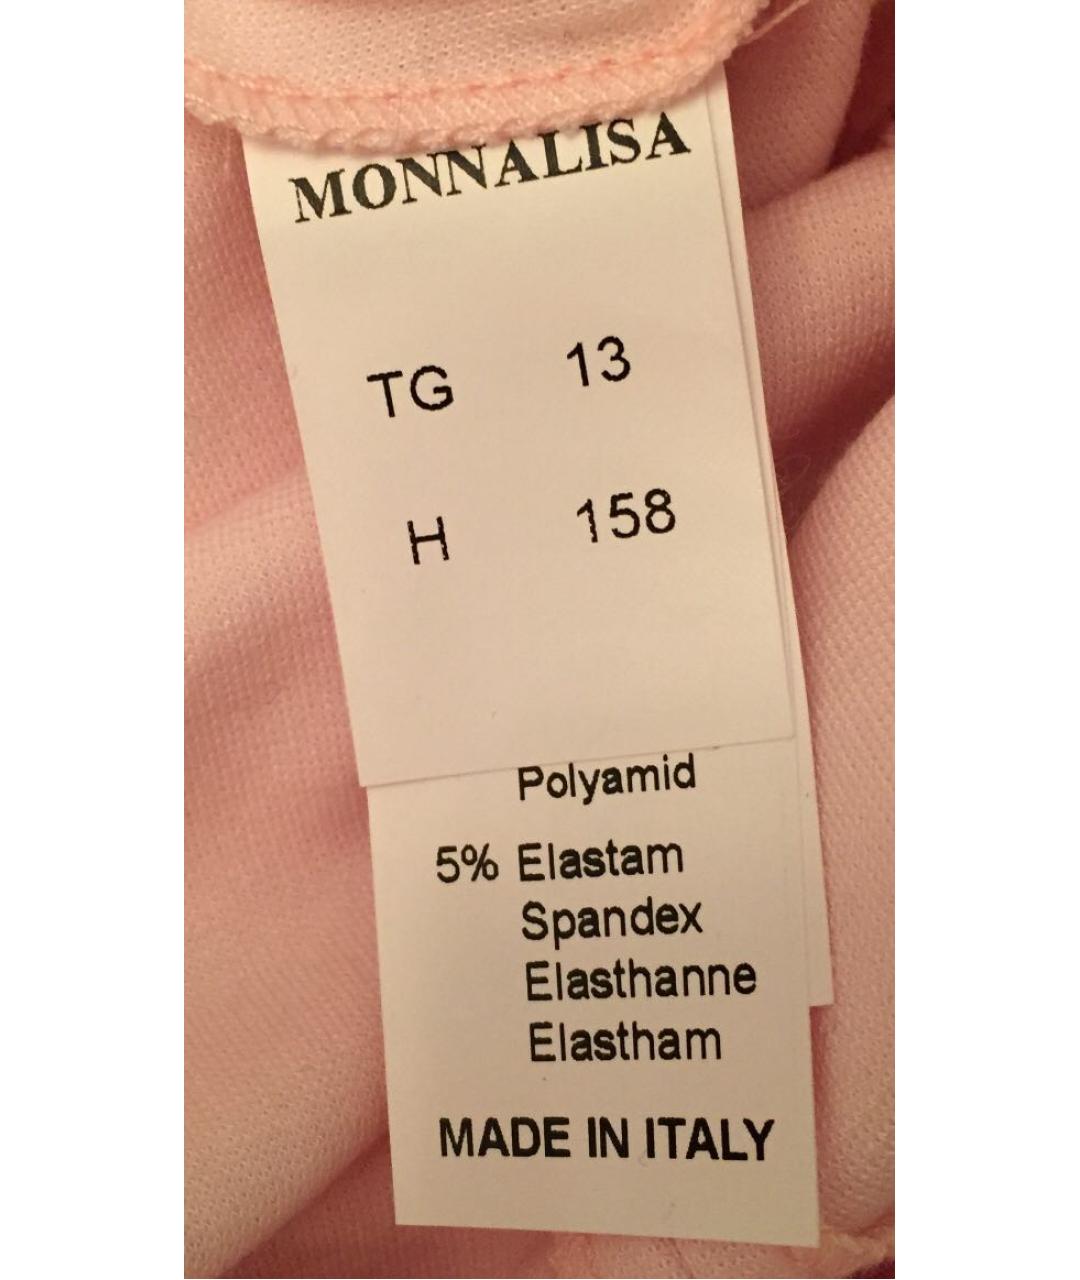 MONNALISA
TG 13
H 158
Polyamid
5% Elastam
Spandex
Elasthanne
Elastham
MADE IN ITALY